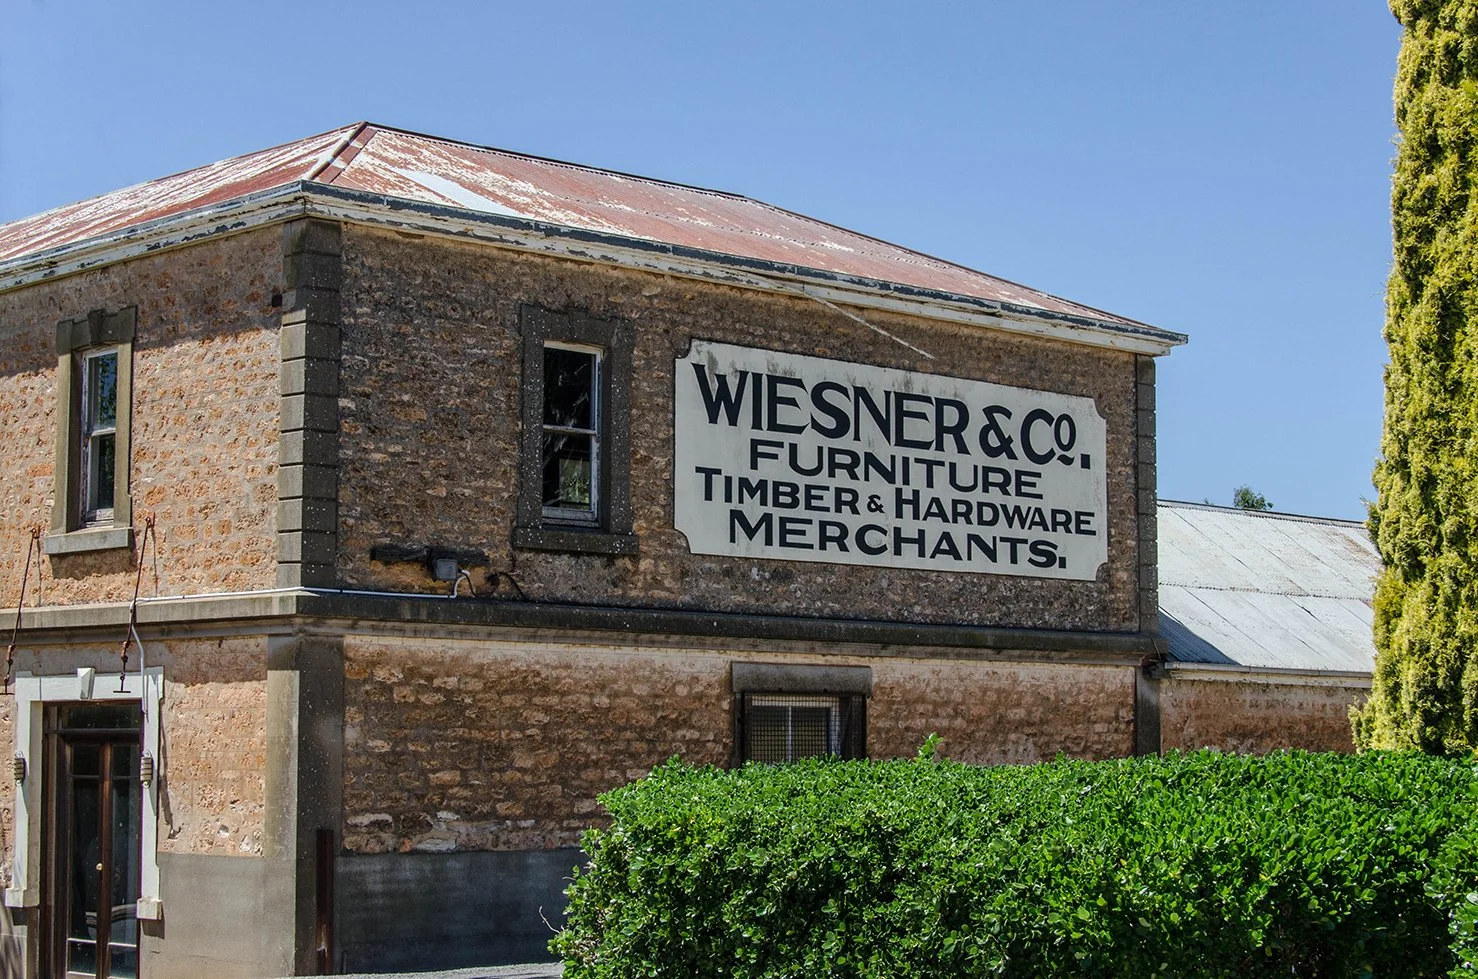 WIESNER & Co.
FURNITURE
TIMBER & HARDWARE
MERCHANTS.